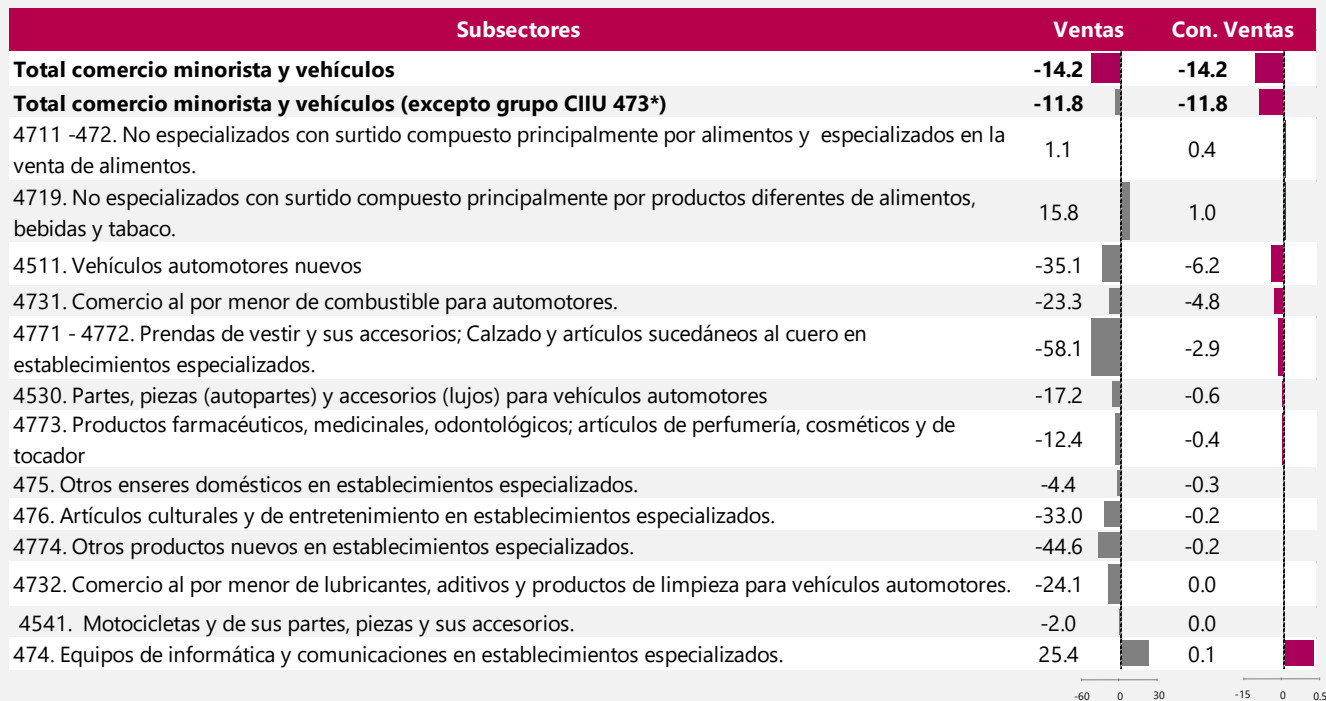 Subsectores Ventas Con. Ventas
Total comercio minorista y vehículos -14.2 -14.2
Total comercio minorista y vehículos (excepto grupo CIIU 473*) -11.8 -11.8
4711 -472. No especializados con surtido compuesto principalmente por alimentos y especializados en la
venta de alimentos.
1.1 0.4
4719. No especializados con surtido compuesto principalmente por productos diferentes de alimentos,
bebidas y tabaco.
15.8 1.0
4511. Vehículos automotores nuevos -35.1 -6.2
4731. Comercio al por menor de combustible para automotores. -23.3 -4.8
4771 - 4772. Prendas de vestir y sus accesorios; Calzado y artículos sucedáneos al cuero en
establecimientos especializados.
-58.1 -2.9
4530. Partes, piezas (autopartes) y accesorios (lujos) para vehículos automotores -17.2 -0.6
4773. Productos farmacéuticos, medicinales, odontológicos; artículos de perfumería, cosméticos y de
tocador
-12.4 -0.4
475. Otros enseres domésticos en establecimientos especializados. -4.4 -0.3
476. Artículos culturales y de entretenimiento en establecimientos especializados. -33.0 -0.2
4774. Otros productos nuevos en establecimientos especializados. -44.6 -0.2
4732. Comercio al por menor de lubricantes, aditivos y productos de limpieza para vehículos automotores. -24.1 0.0
4541. Motocicletas y de sus partes, piezas y sus accesorios. -2.0 0.0
474. Equipos de informática y comunicaciones en establecimientos especializados. 25.4 0.1
-60 0 30 -15 0 0.5